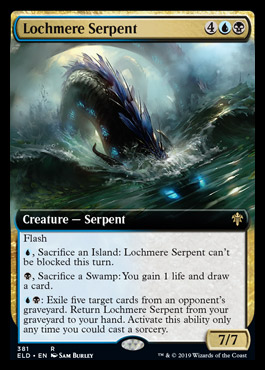 Lochmere Serpent 4
Creature — Serpent
Flash
, Sacrifice an Island: Lochmere Serpent can't
be blocked this turn.
, Sacrifice a Swamp: You gain 1 life and draw
a card.
: Exile five target cards from an opponent's
graveyard. Return Lochmere Serpent from your
graveyard to your hand. Activate this ability only
any time you could cast a sorcery.
7/7
381 R
ELD • EN SAM BURLEY ™ & © 2019 Wizards of the Coast